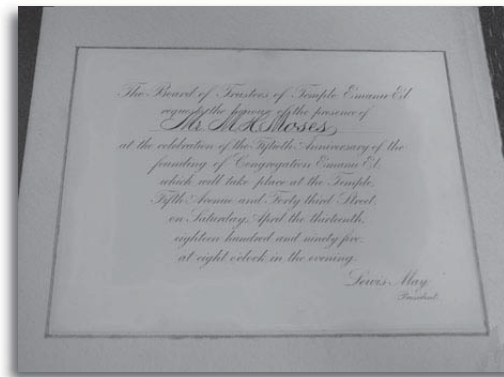 The Board of Trustees of Temple Emanu El
requests the honour of the presence of
Mr M H Moses
at the celebration of the Fiftieth Anniversary of the
founding of Congregation Emanu El,
which will take place at the Temple,
Fifth Avenue and Forty third Street,
on Saturday, April the thirteenth,
eighteen hundred and ninety five,
at eight o'clock in the evening.
Lewis May,
President.